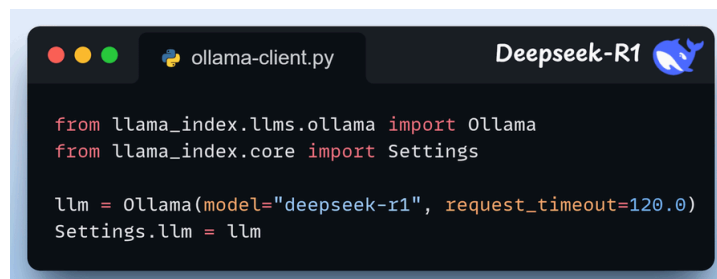 ollama-client.py
Deepseek-R1
from llama_index.llms.ollama import Ollama
from llama_index.core import Settings
llm = Ollama(model="deepseek-r1", request_timeout=120.0)
Settings.llm = llm